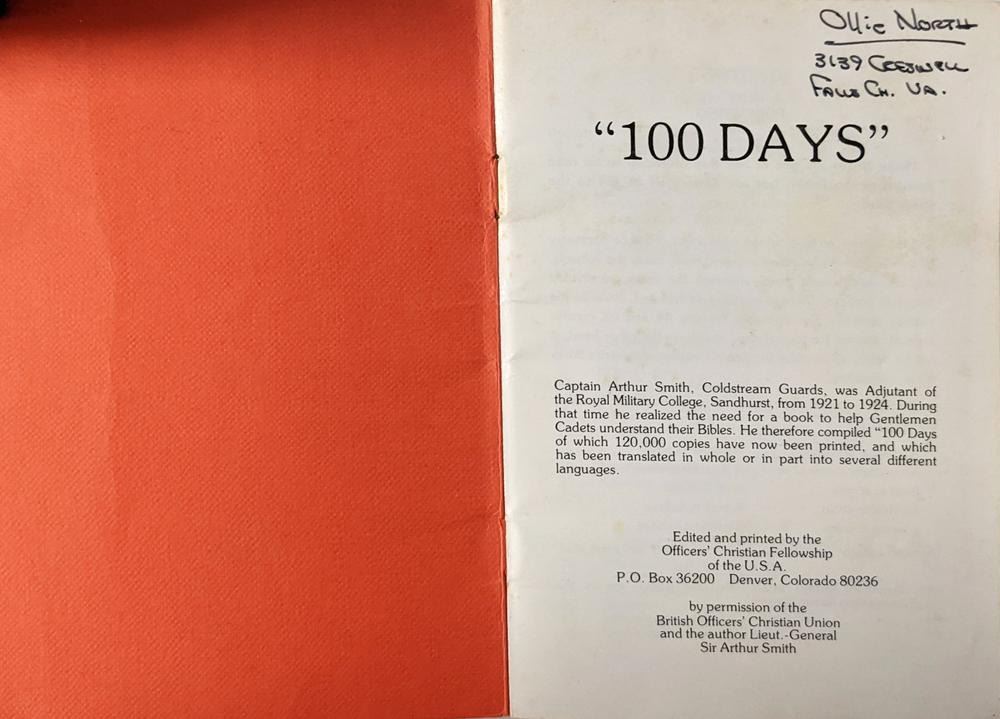 Ollie North
3139 Creswell
Falls Ch. VA.
“100 DAYS”
Captain Arthur Smith, Coldstream Guards, was Adjutant of
the Royal Military College, Sandhurst, from 1921 to 1924. During
that time he realized the need for a book to help Gentlemen
Cadets understand their Bibles. He therefore compiled “100 Days
of which 120,000 copies have now been printed, and which
has been translated in whole or in part into several different
languages.
Edited and printed by the
Officers’ Christian Fellowship
of the U.S.A.
P.O. Box 36200 Denver, Colorado 80236
by permission of the
British Officers’ Christian Union
and the author Lieut.-General
Sir Arthur Smith